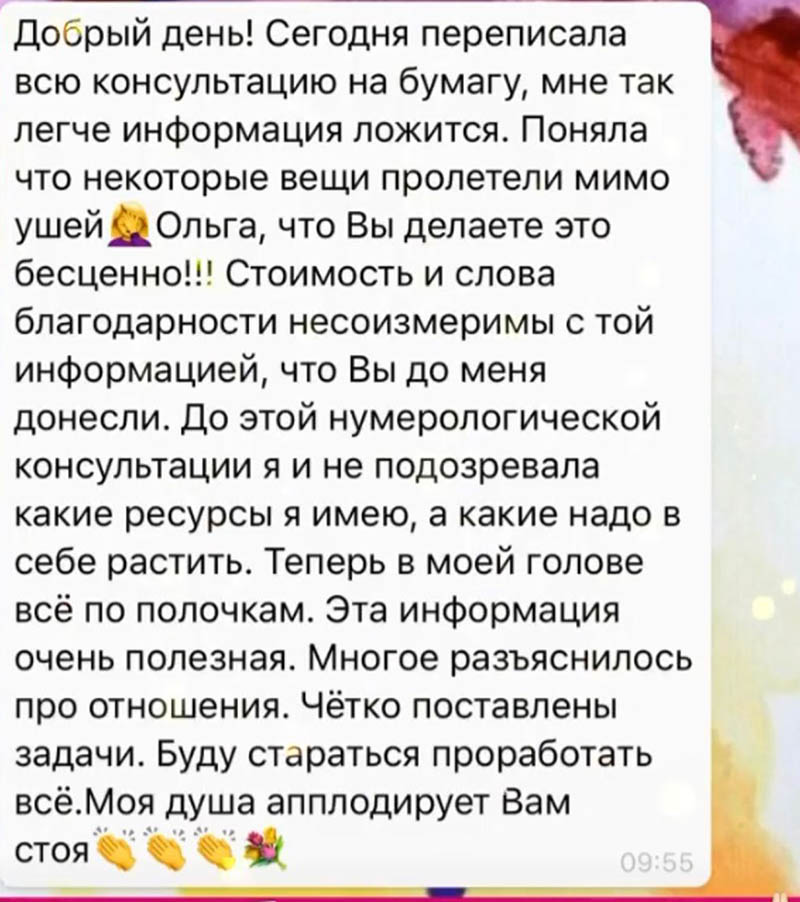 Добрый день! Сегодня переписала
всю консультацию на бумагу, мне так
легче информация ложится. Поняла
что некоторые вещи пролетели мимо
ушей🤦‍♀️Ольга, что Вы делаете это
бесценно!!! Стоимость и слова
благодарности несоизмеримы с той
информацией, что Вы до меня
донесли. До этой нумерологической
консультации я и не подозревала
какие ресурсы я имею, а какие надо в
себе растить. Теперь в моей голове
всё по полочкам. Эта информация
очень полезная. Многое разъяснилось
про отношения. Чётко поставлены
задачи. Буду стараться проработать
всё.Моя душа апплодирует Вам
стоя👏👏👏💐
09:55